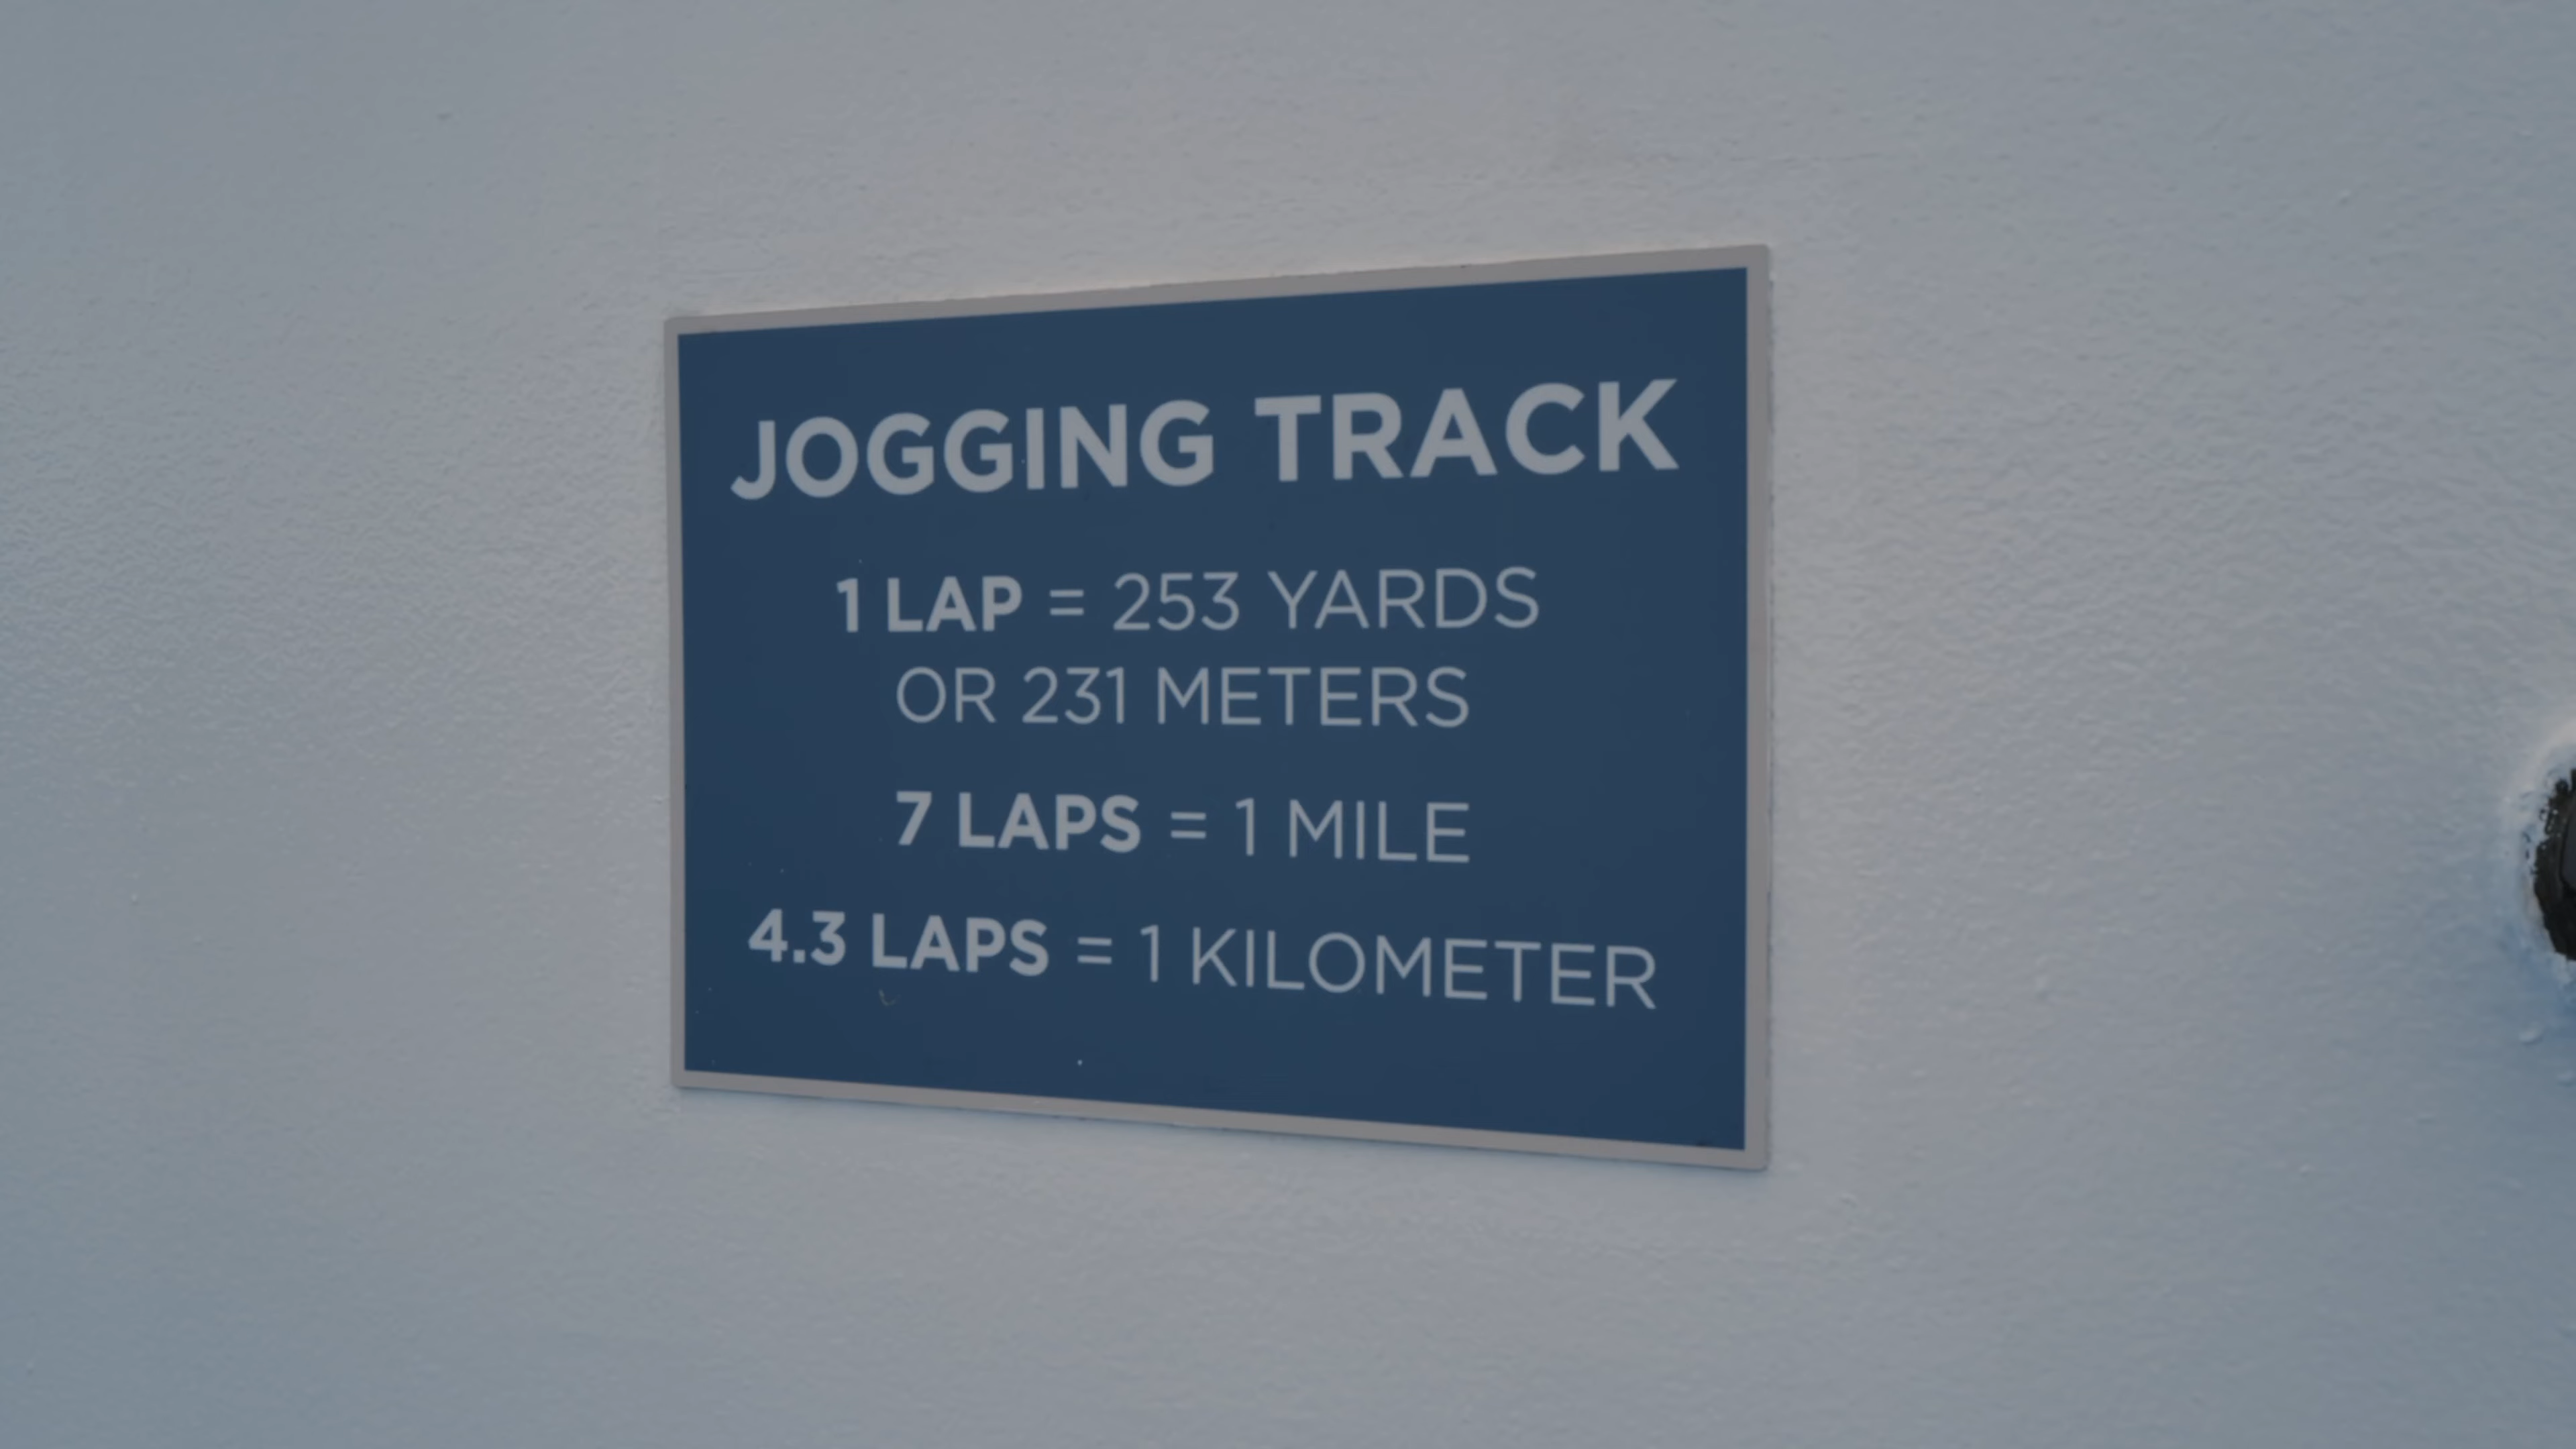 JOGGING TRACK
1 LAP = 253 YARDS
OR 231 METERS
7 LAPS = 1 MILE
4.3 LAPS = 1 KILOMETER